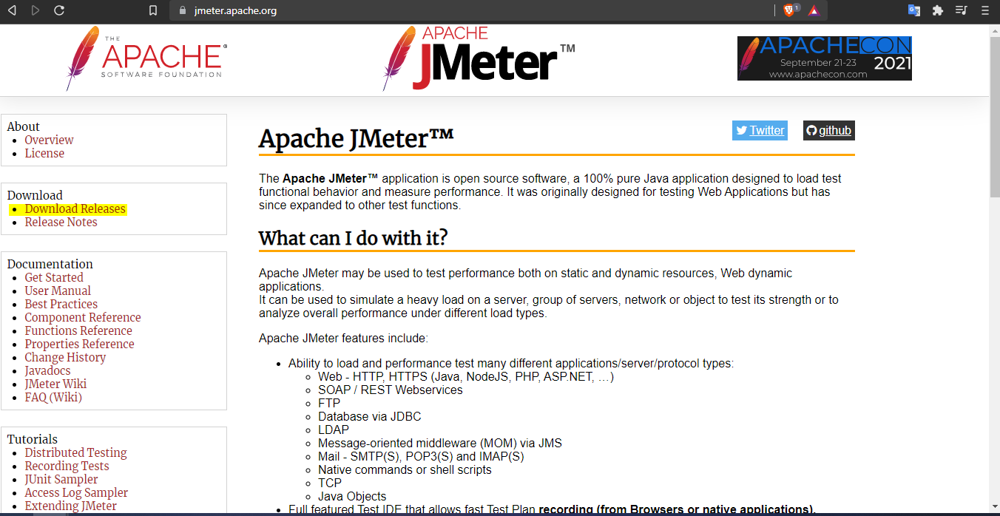 jmeter.apache.org
1
THE
APACHE®
SOFTWARE FOUNDATION
APACHE
JMeter™
APACHECON
September 21-23 2021
www.apachecon.com
About
Overview
License
Download
Download Releases
Release Notes
Documentation
Get Started
User Manual
Best Practices
Component Reference
Functions Reference
Properties Reference
Change History
Javadocs
JMeter Wiki
FAQ (Wiki)
Tutorials
Distributed Testing
Recording Tests
JUnit Sampler
Access Log Sampler
Extending JMeter
Twitter
github
Apache JMeter™
The Apache JMeter™ application is open source software, a 100% pure Java application designed to load test
functional behavior and measure performance. It was originally designed for testing Web Applications but has
since expanded to other test functions.
What can I do with it?
Apache JMeter may be used to test performance both on static and dynamic resources, Web dynamic
applications.
It can be used to simulate a heavy load on a server, group of servers, network or object to test its strength or to
analyze overall performance under different load types.
Apache JMeter features include:
• Ability to load and performance test many different applications/server/protocol types:
◦ Web - HTTP, HTTPS (Java, NodeJS, PHP, ASP.NET, …)
◦ SOAP / REST Webservices
◦ FTP
◦ Database via JDBC
◦ LDAP
◦ Message-oriented middleware (MOM) via JMS
◦ Mail - SMTP(S), POP3(S) and IMAP(S)
◦ Native commands or shell scripts
◦ TCP
◦ Java Objects
• Full featured Test IDE that allows fast Test Plan recording (from Browsers or native applications),